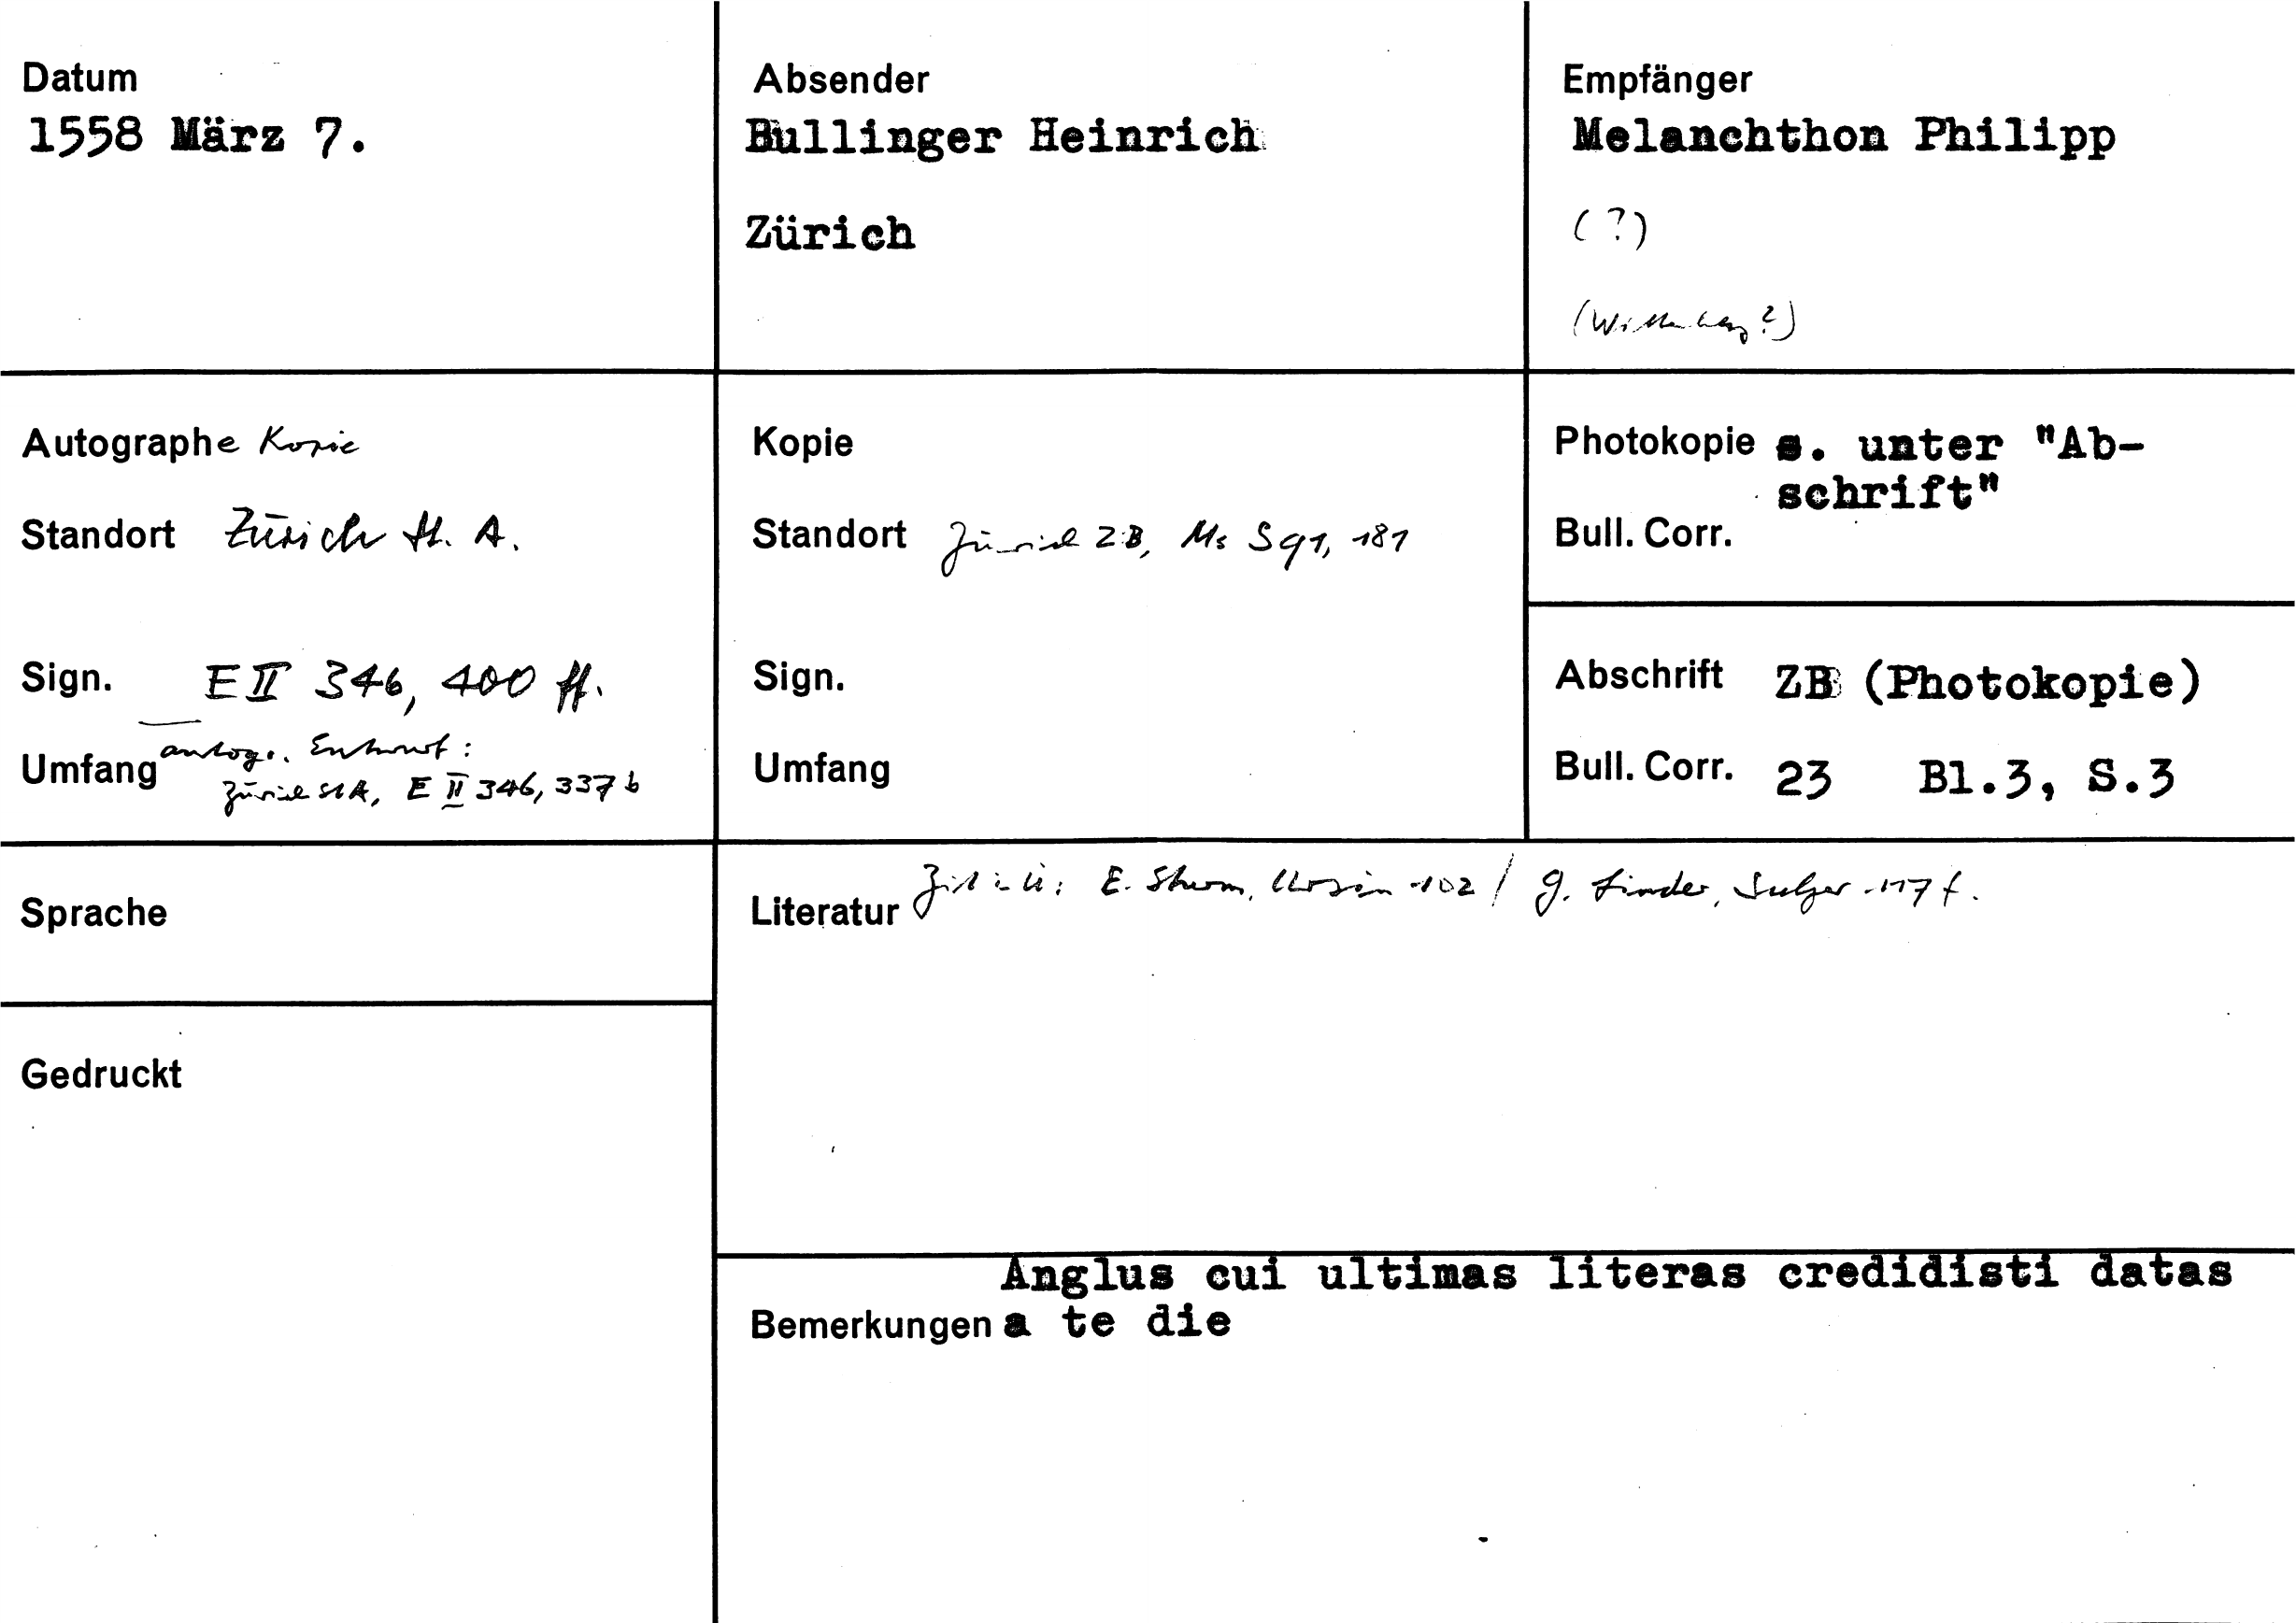 Datum
1558 März 7.
Absender
Bullinger Heinrich
Zürich
Empfänger
Melanchthon Philipp
(?)
(Wittenberg?)
Autographe Kopie
Standort Zürich St. A.
Sign. E II 346, 400 ff.
Umfang autogr. Entwurf:
Zürich StA, E II 346, 337 b
Kopie
Standort Zürich ZB, Ms S 91, 181
Sign.
Umfang
Photokopie s. unter "Ab-
schrift"
Bull. Corr.
Abschrift ZB (Photokopie)
Bull. Corr. 23 Bl.3, S.3
Sprache
Literatur E. Sturm, Ursin 102 / G. Linder, Sulzer 117 f.
Gedruckt
Anglus cui ultimas literas credidisti datas
Bemerkungen a te die